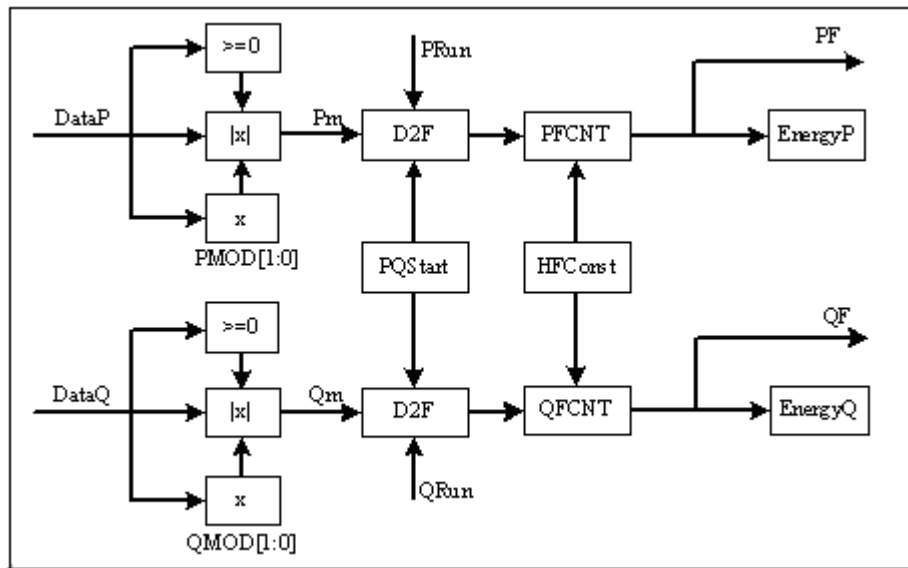 >=0
PRun
PF
DataP
|x|
Pm
D2F
PFCNT
EnergyP
x
PMOD[1:0]
PQStart
HFConst
>=0
QF
DataQ
|x|
Qm
D2F
QFCNT
EnergyQ
x
QRun
QMOD[1:0]